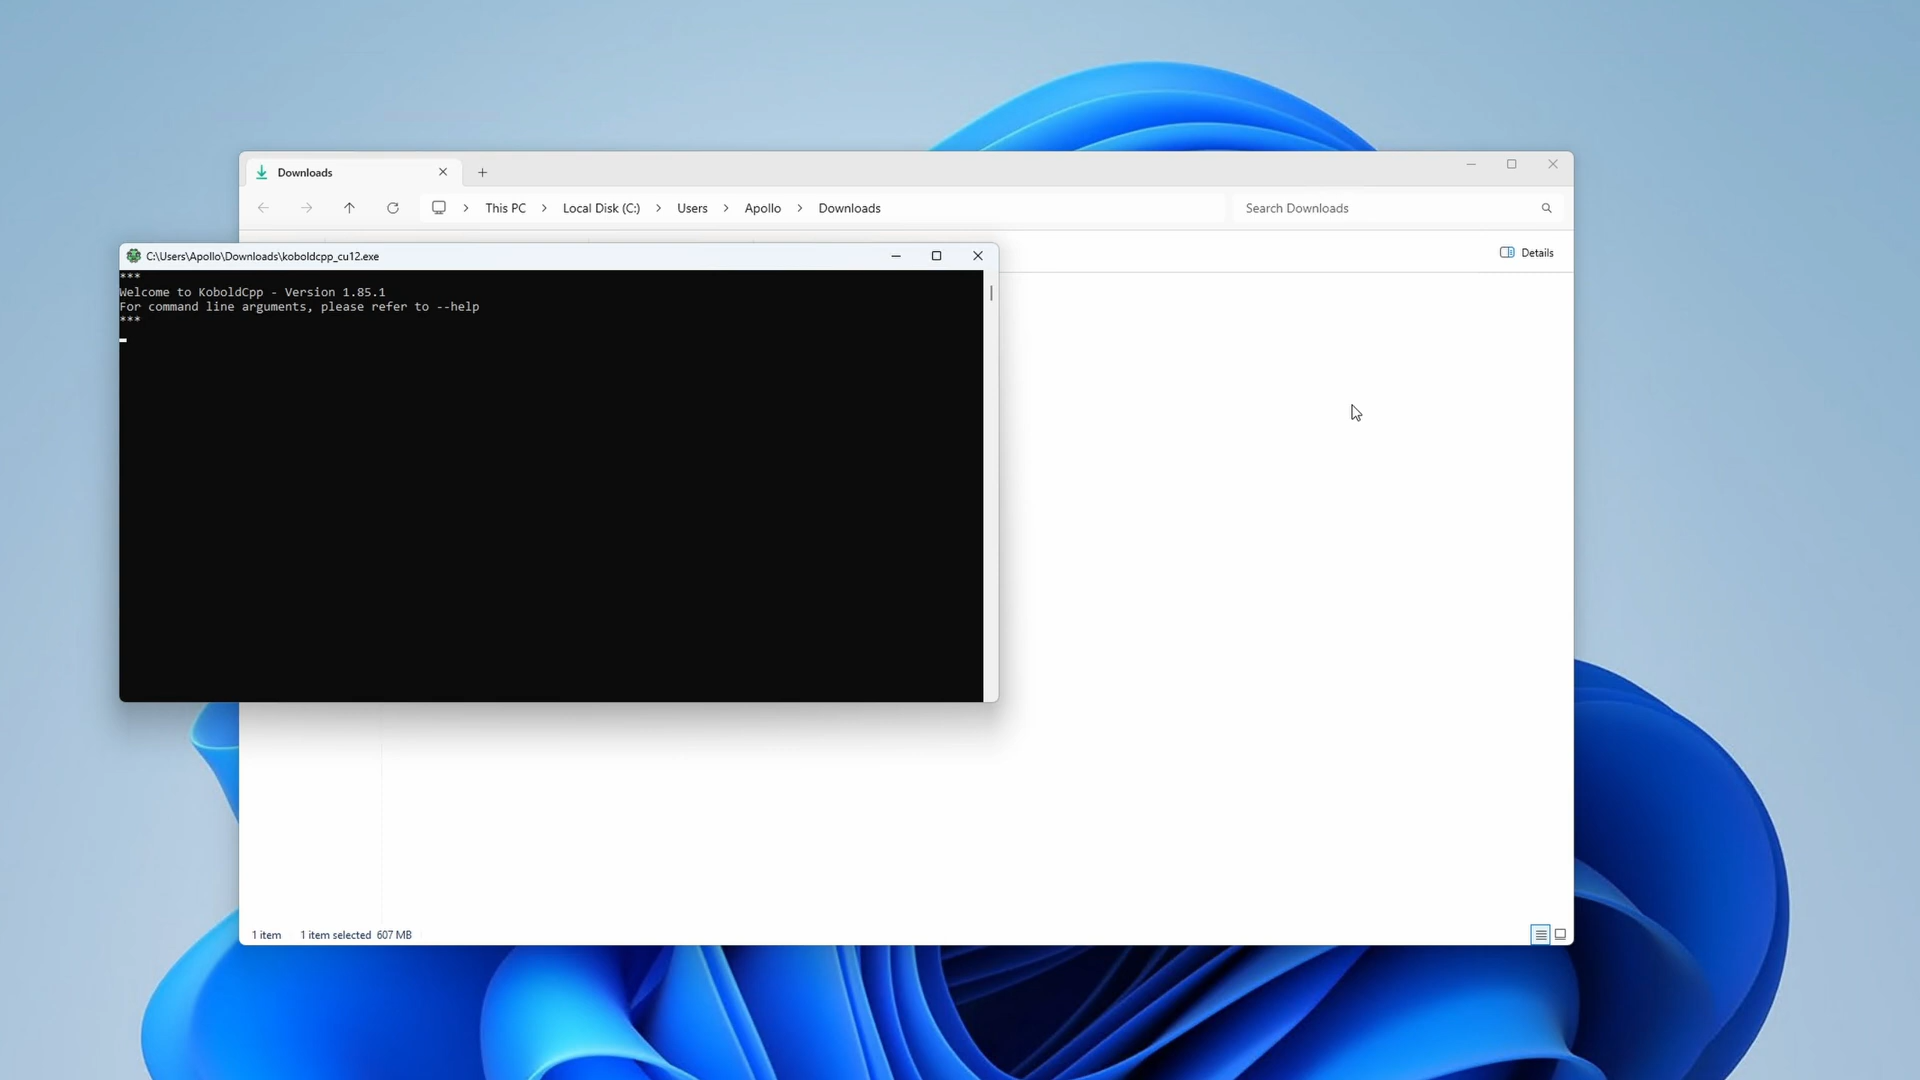 Downloads
This PC > Local Disk (C:) > Users > Apollo > Downloads
Search Downloads
Details
C:\Users\Apollo\Downloads\koboldcpp_cu12.exe
***
Welcome to KoboldCpp - Version 1.85.1
For command line arguments, please refer to --help
***
1 item 1 item selected 607 MB